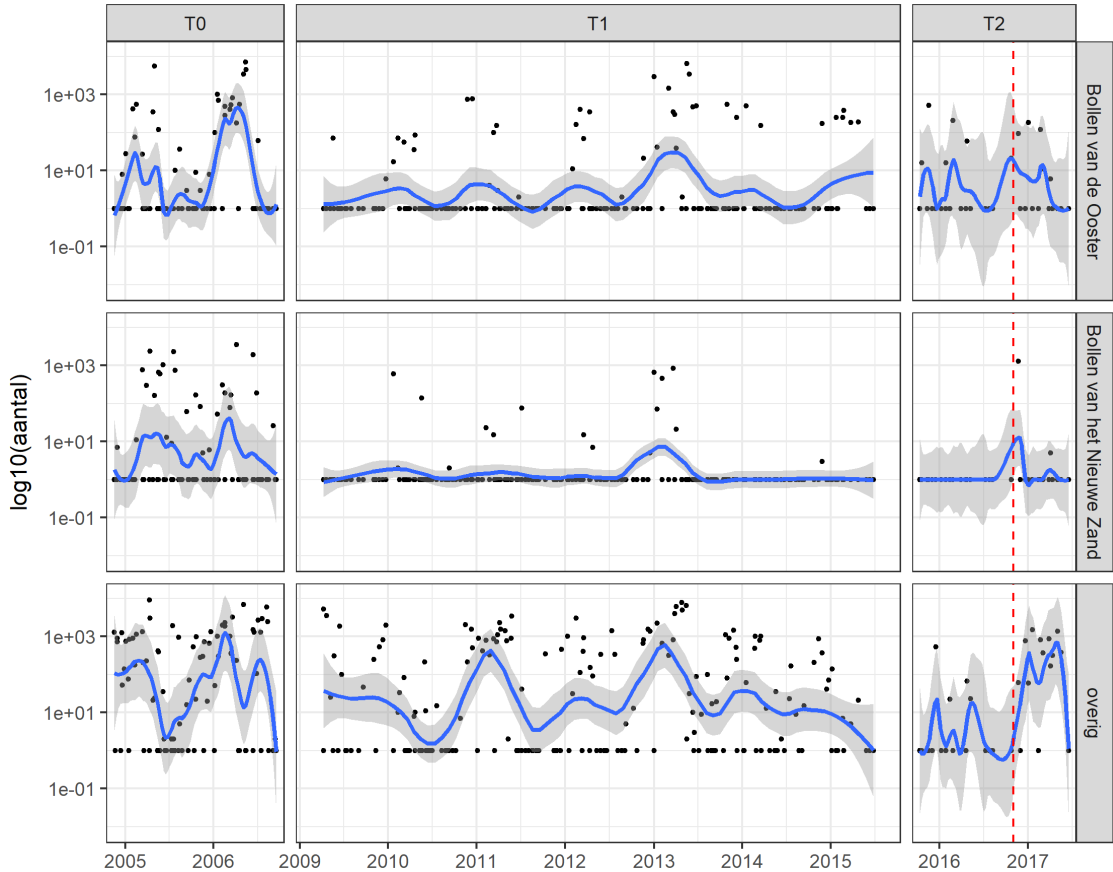 T0
T1
T2
1e+03
1e+01
1e-01
Bollen van de Ooster
1e+03
1e+01
1e-01
Bollen van het Nieuwe Zand
1e+03
1e+01
1e-01
overig
log10(aantal)
2005
2006
2009
2010
2011
2012
2013
2014
2015
2016
2017